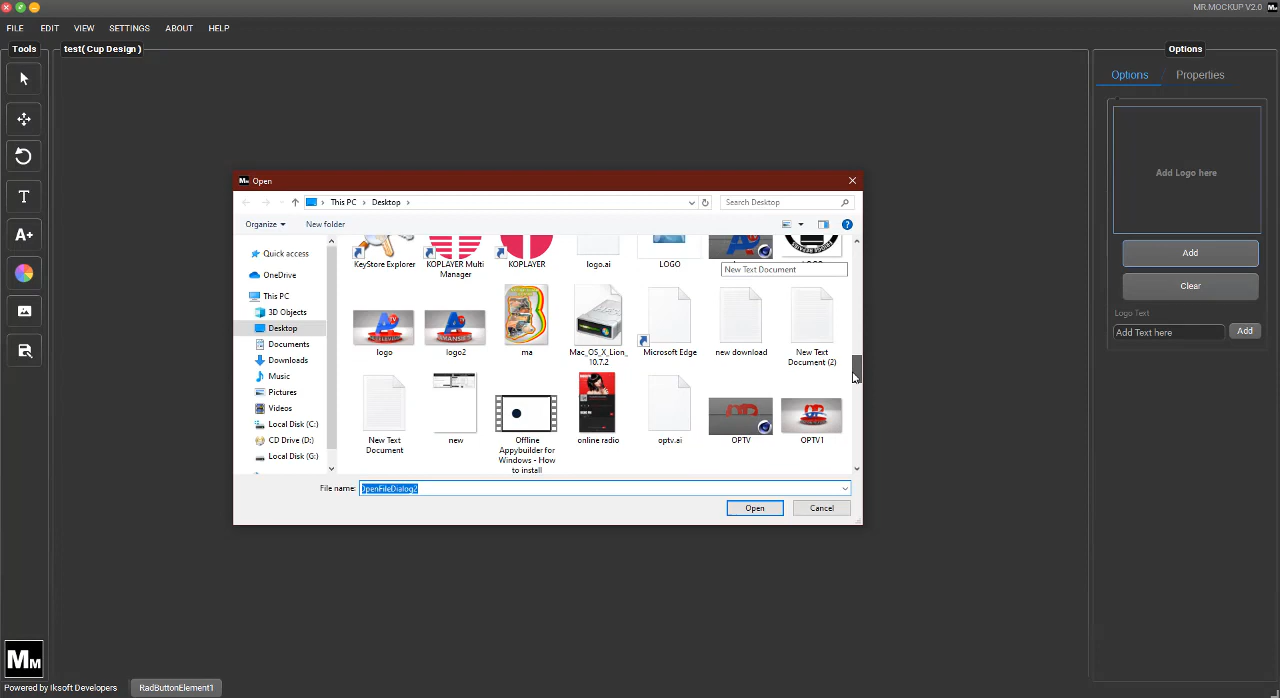 MR.MOCKUP V2.0
FILE EDIT VIEW SETTINGS ABOUT HELP
Tools
test( Cup Design )
Options
Options Properties
Add Logo here
Add
Clear
Logo Text
Add Text here Add
T
A+
Mm Open
This PC > Desktop >
Search Desktop
Organize New folder
Quick access
OneDrive
This PC
3D Objects
Desktop
Documents
Downloads
Music
Pictures
Videos
Local Disk (C:)
CD Drive (D:)
Local Disk (G:)
KeyStore Explorer
KOPLAYER Multi
Manager
KOPLAYER
logo.ai
LOGO
New Text Document
logo
logo2
ma
Mac_OS_X_Lion_
10.7.2
Microsoft Edge
new download
New Text
Document (2)
New Text
Document
new
Offline
Appybuilder for
Windows - How
to install
online radio
optv.ai
OPTV
OPTV1
File name: OpenFileDialog2
Open Cancel
Mm
Powered by Iksoft Developers RadButtonElement1